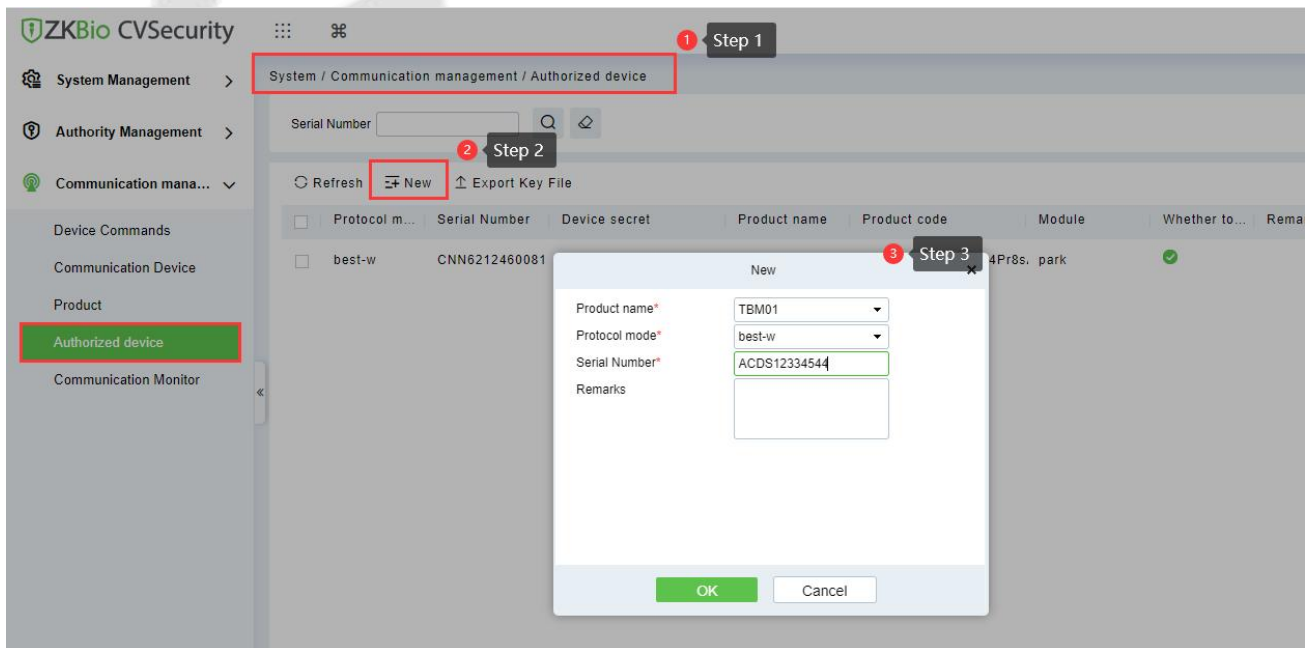 ZKBio CVSecurity
1 Step 1
System Management
System / Communication management / Authorized device
Authority Management
Serial Number
2 Step 2
Communication mana...
Refresh New Export Key File
Protocol m... Serial Number Device secret Product name Product code Module Whether to... Rema
Device Commands
best-w CNN6212460081 4Pr8s. park
3 Step 3
Communication Device
New
Product
Product name* TBM01
Authorized device
Protocol mode* best-w
Serial Number* ACDS12334544
Communication Monitor
Remarks
OK Cancel